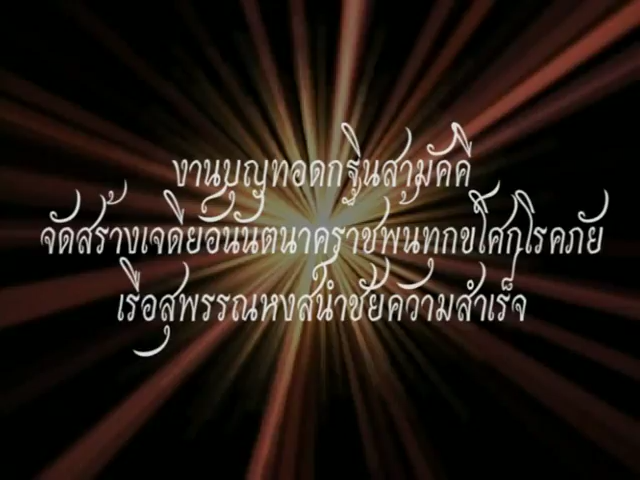 งานบุญทอดกฐินสามัคคี
จัดสร้างเจดีย์อนันตนาคราชพ้นทุกขโศกโรคภัย
เรือสุพรรณหงส์นำชัยความสำเร็จ